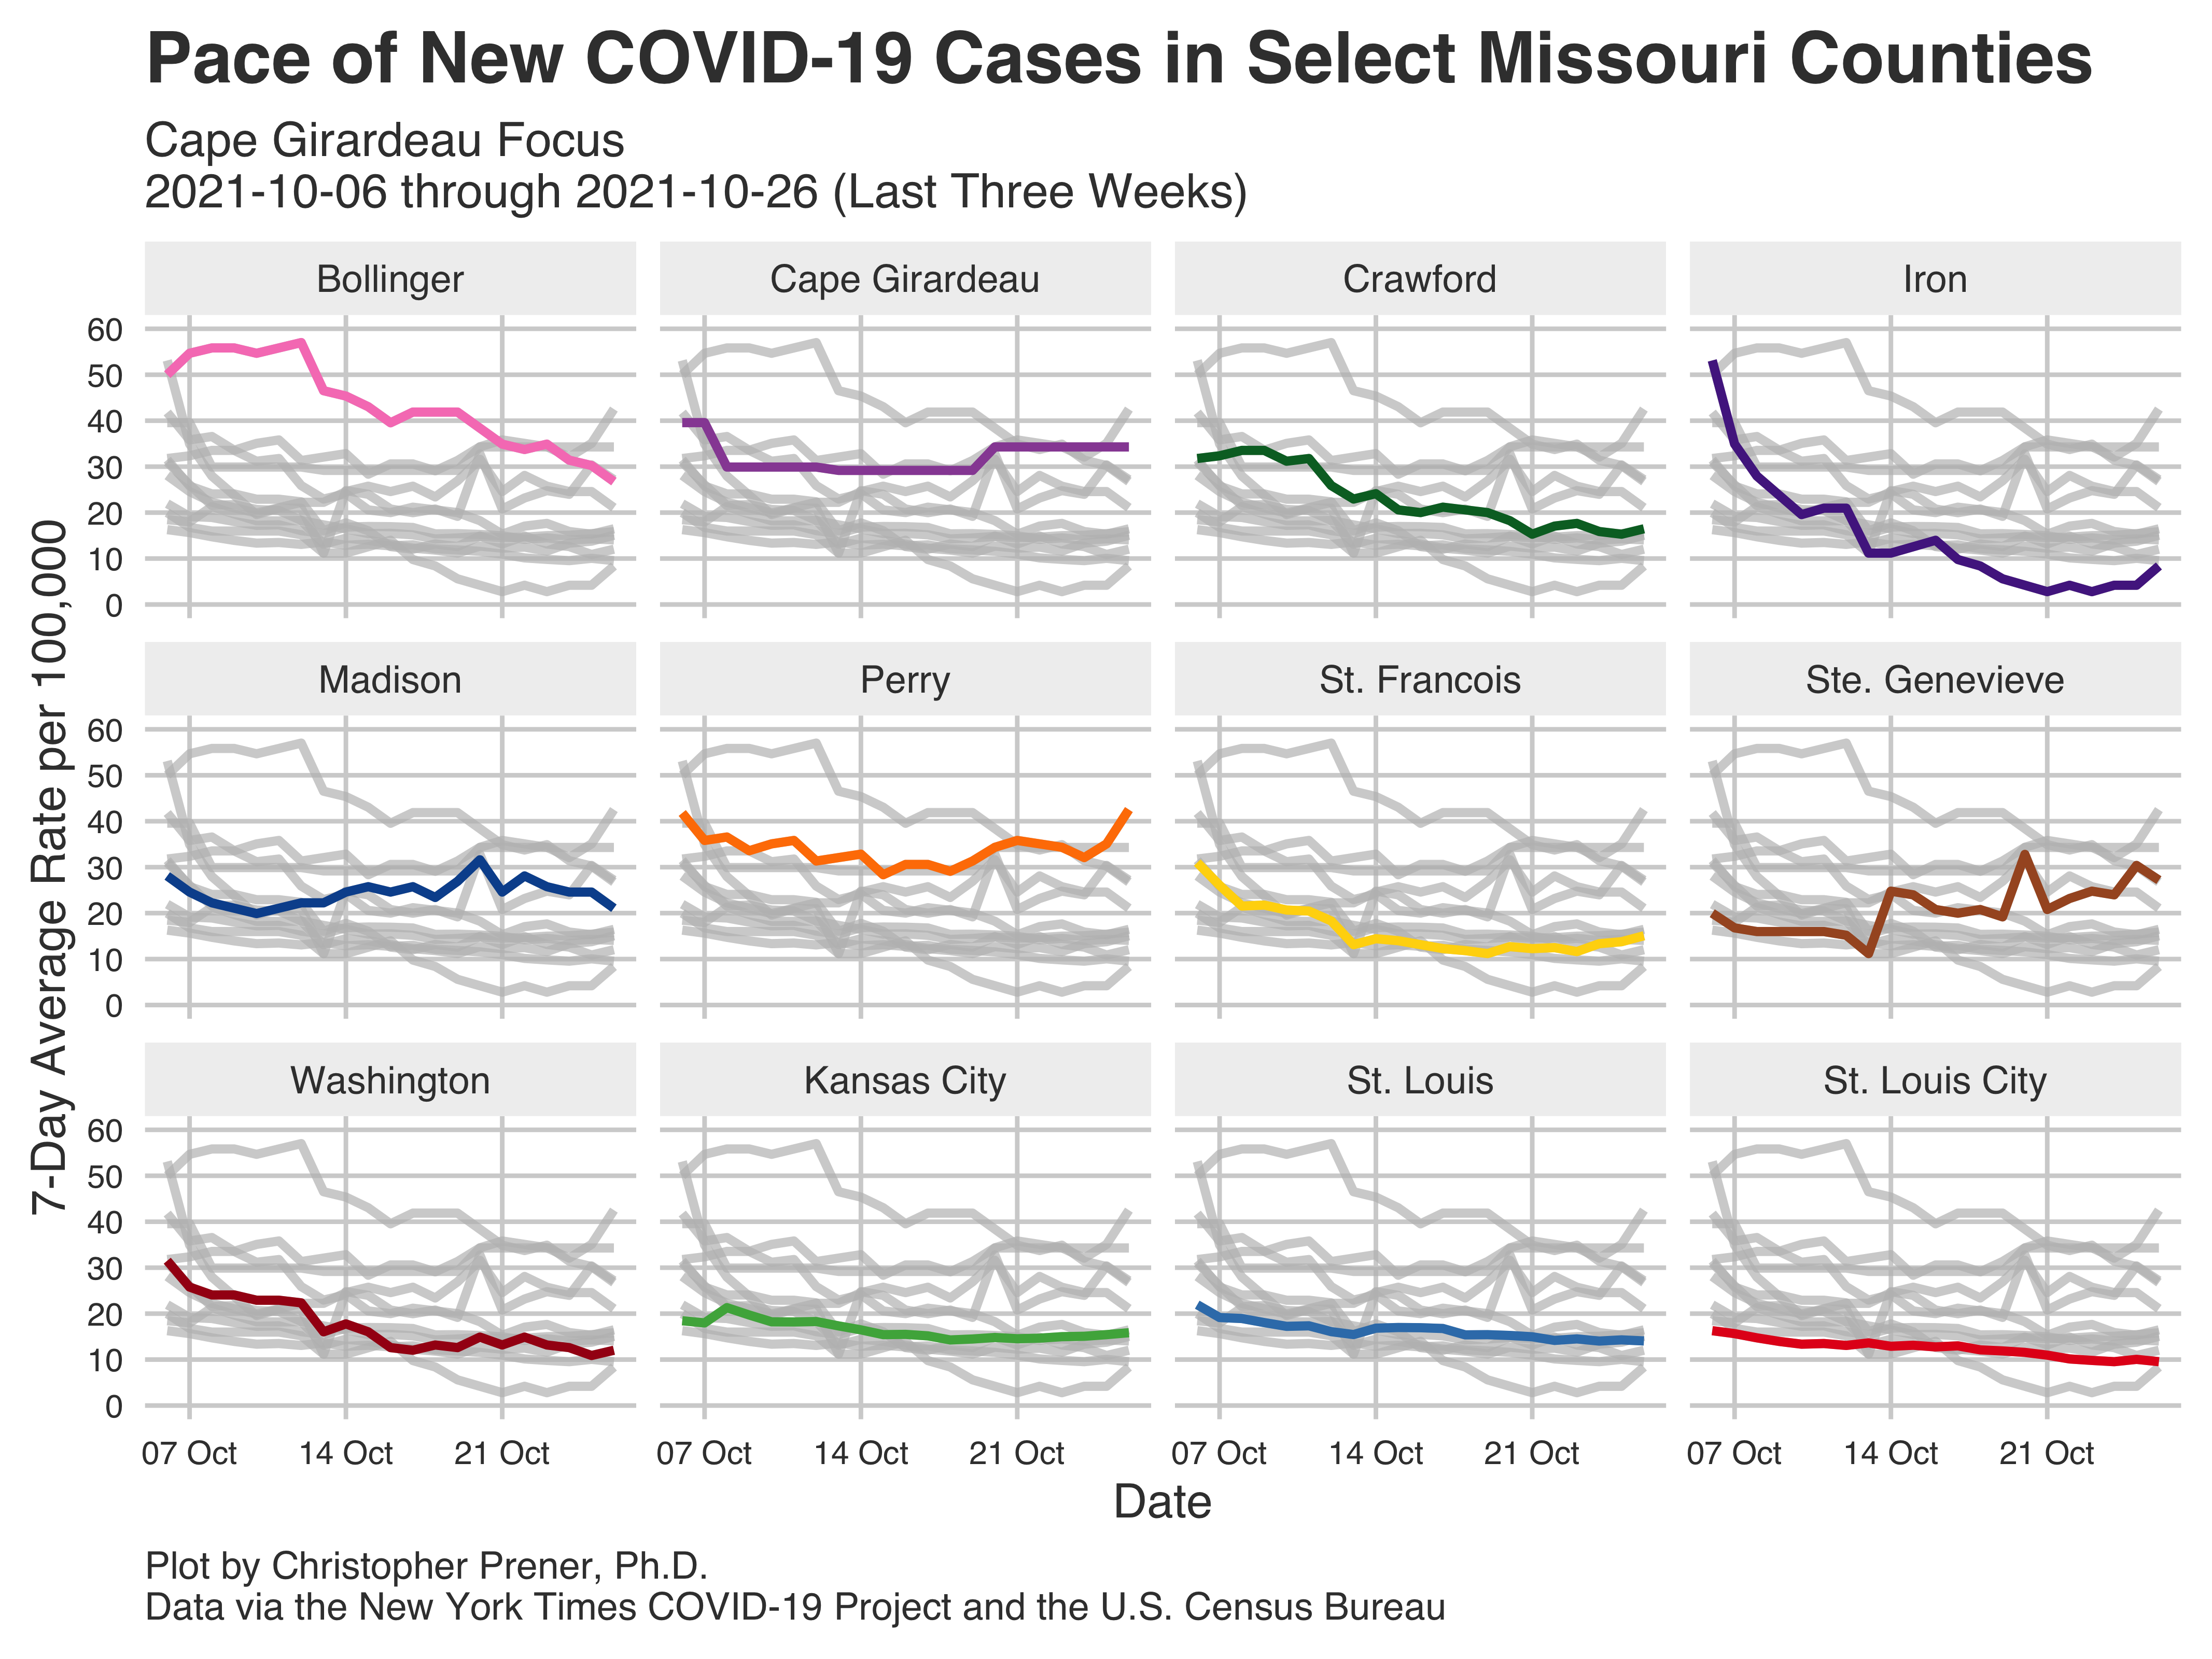 Pace of New COVID-19 Cases in Select Missouri Counties
Cape Girardeau Focus
2021-10-06 through 2021-10-26 (Last Three Weeks)
7-Day Average Rate per 100,000
Bollinger
Cape Girardeau
Crawford
Iron
60
50
40
30
20
10
0
Madison
Perry
St. Francois
Ste. Genevieve
60
50
40
30
20
10
0
Washington
Kansas City
St. Louis
St. Louis City
60
50
40
30
20
10
0
07 Oct 14 Oct 21 Oct
07 Oct 14 Oct 21 Oct
07 Oct 14 Oct 21 Oct
07 Oct 14 Oct 21 Oct
Date
Plot by Christopher Prener, Ph.D.
Data via the New York Times COVID-19 Project and the U.S. Census Bureau